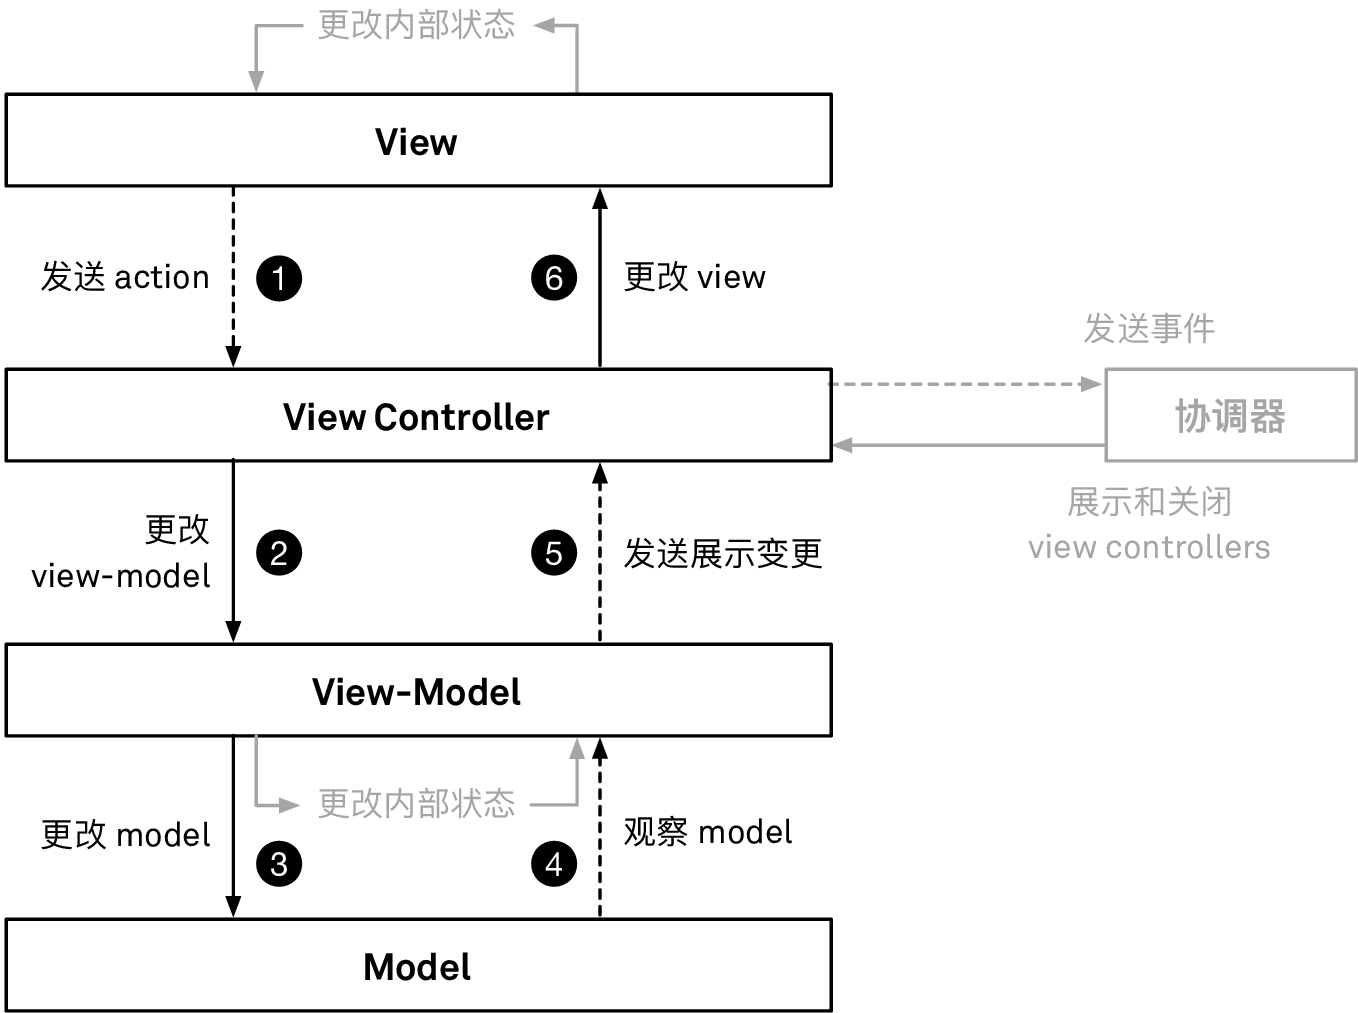 更改内部状态
View
发送 action
1
6
更改 view
发送事件
View Controller
协调器
展示和关闭
view controllers
更改
view-model
2
5
发送展示变更
View-Model
更改内部状态
更改 model
3
4
观察 model
Model